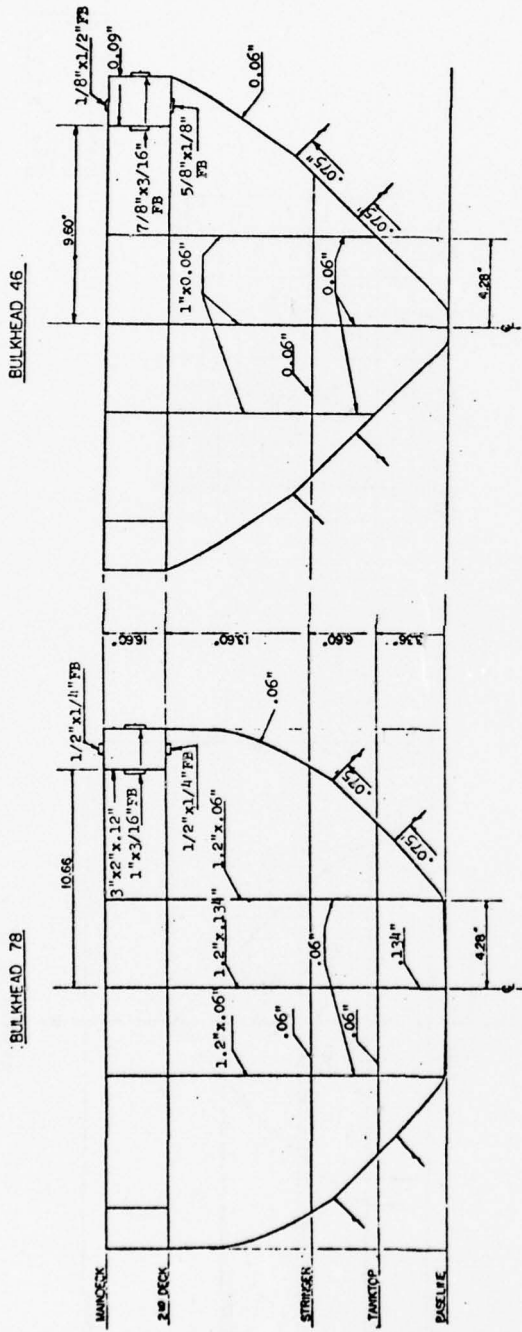 BULKHEAD 78
10.66
1/2"x1/4"FB
3"x2"x.12"
1"x3/16"FB
1/2"x1/4"FB
1.2"x.06"
1.2"x.134"
1.2"x.06"
.06"
.06"
.06"
.06"
.075"
.075"
.134"
4.28"
℄
MAINDECK
2ND DECK
STRINGER
TANKTOP
BASELINE
16.60"
13.60"
6.60"
3.36"
BULKHEAD 46
9.60"
1/8"x1/2"FB
0.09"
7/8"x3/16"
FB
5/8"x1/8"
FB
1"x0.06"
0.06"
0.06"
0.06"
.075"
.075"
4.28"
℄